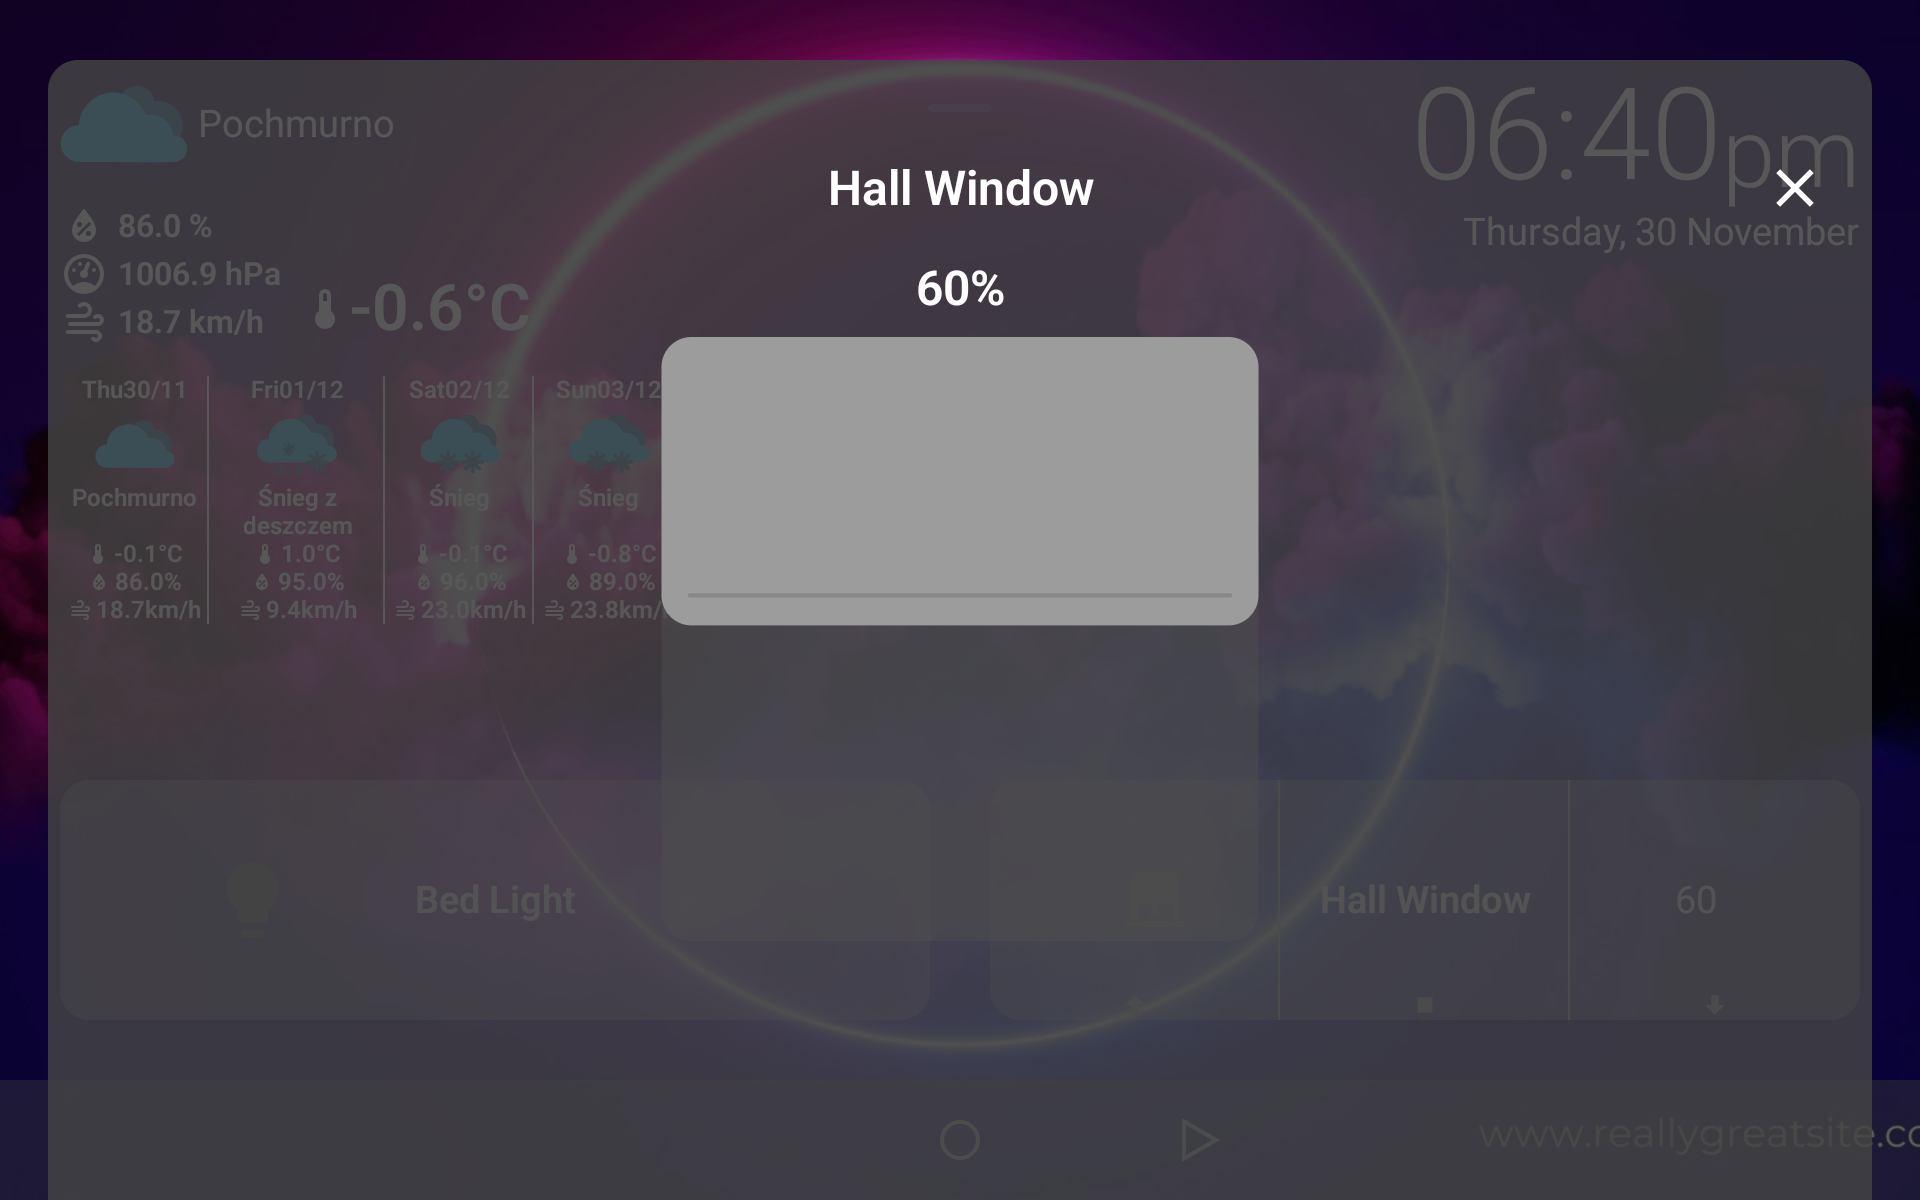 Pochmurno
06:40pm
Thursday, 30 November
Hall Window
60%
86.0 %
1006.9 hPa
18.7 km/h
-0.6°C
Thu30/11
Pochmurno
-0.1°C
86.0%
18.7km/h
Fri01/12
Śnieg z
deszczem
1.0°C
95.0%
9.4km/h
Sat02/12
Śnieg
-0.1°C
96.0%
23.0km/h
Sun03/12
Śnieg
-0.8°C
89.0%
23.8km/
Bed Light
Hall Window
60
www.reallygreatsite.co